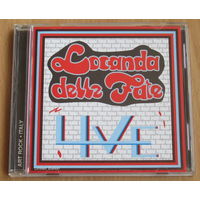 Locanda
delle Fate
LIVE
ART ROCK - ITALY